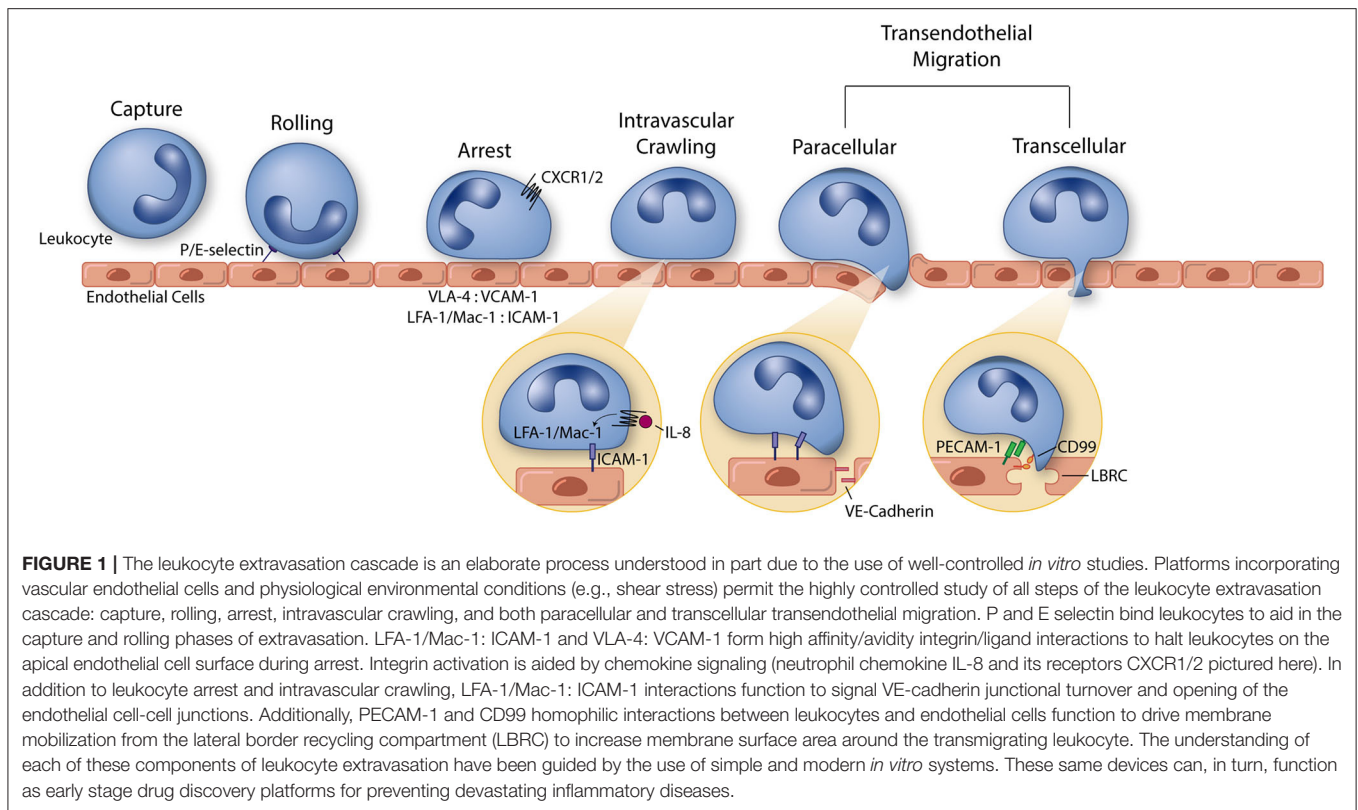 Transendothelial
Migration
Capture
Rolling
Arrest
Intravascular
Crawling
Paracellular
Transcellular
CXCR1/2
Leukocyte
P/E-selectin
Endothelial Cells
VLA-4 : VCAM-1
LFA-1/Mac-1 : ICAM-1
LFA-1/Mac-1
IL-8
ICAM-1
VE-Cadherin
PECAM-1
CD99
LBRC
FIGURE 1 | The leukocyte extravasation cascade is an elaborate process understood in part due to the use of well-controlled in vitro studies. Platforms incorporating
vascular endothelial cells and physiological environmental conditions (e.g., shear stress) permit the highly controlled study of all steps of the leukocyte extravasation
cascade: capture, rolling, arrest, intravascular crawling, and both paracellular and transcellular transendothelial migration. P and E selectin bind leukocytes to aid in the
capture and rolling phases of extravasation. LFA-1/Mac-1: ICAM-1 and VLA-4: VCAM-1 form high affinity/avidity integrin/ligand interactions to halt leukocytes on the
apical endothelial cell surface during arrest. Integrin activation is aided by chemokine signaling (neutrophil chemokine IL-8 and its receptors CXCR1/2 pictured here). In
addition to leukocyte arrest and intravascular crawling, LFA-1/Mac-1: ICAM-1 interactions function to signal VE-cadherin junctional turnover and opening of the
endothelial cell-cell junctions. Additionally, PECAM-1 and CD99 homophilic interactions between leukocytes and endothelial cells function to drive membrane
mobilization from the lateral border recycling compartment (LBRC) to increase membrane surface area around the transmigrating leukocyte. The understanding of
each of these components of leukocyte extravasation have been guided by the use of simple and modern in vitro systems. These same devices can, in turn, function
as early stage drug discovery platforms for preventing devastating inflammatory diseases.